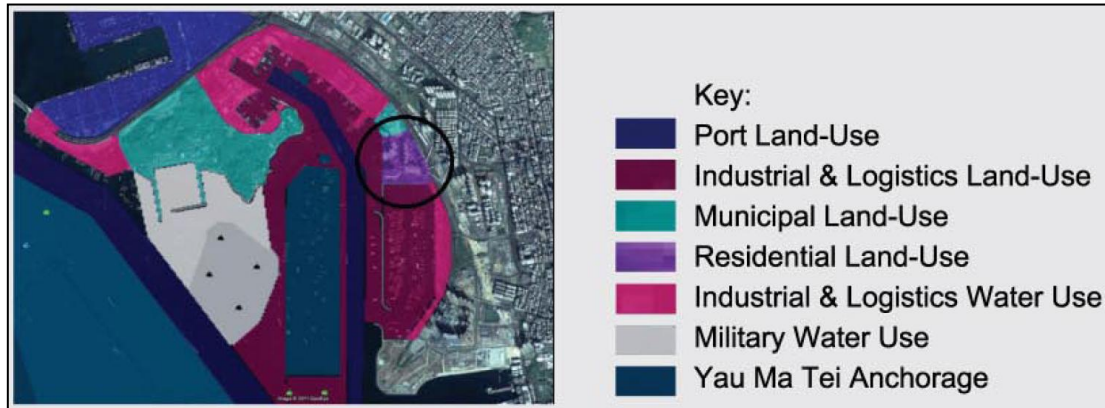 Key:
Port Land-Use
Industrial & Logistics Land-Use
Municipal Land-Use
Residential Land-Use
Industrial & Logistics Water Use
Military Water Use
Yau Ma Tei Anchorage